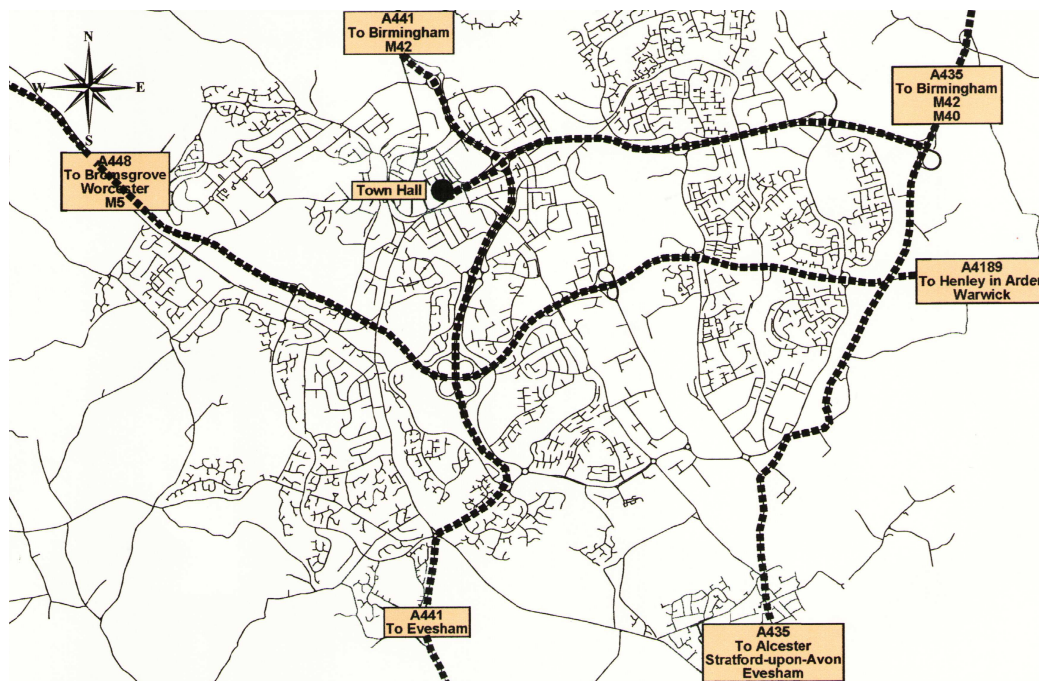 A441
To Birmingham
M42
N
W
E
S
A435
To Birmingham
M42
M40
A448
To Bromsgrove
Worcester
M5
Town Hall
A4189
To Henley in Arden
Warwick
A441
To Evesham
A435
To Alcester
Stratford-upon-Avon
Evesham